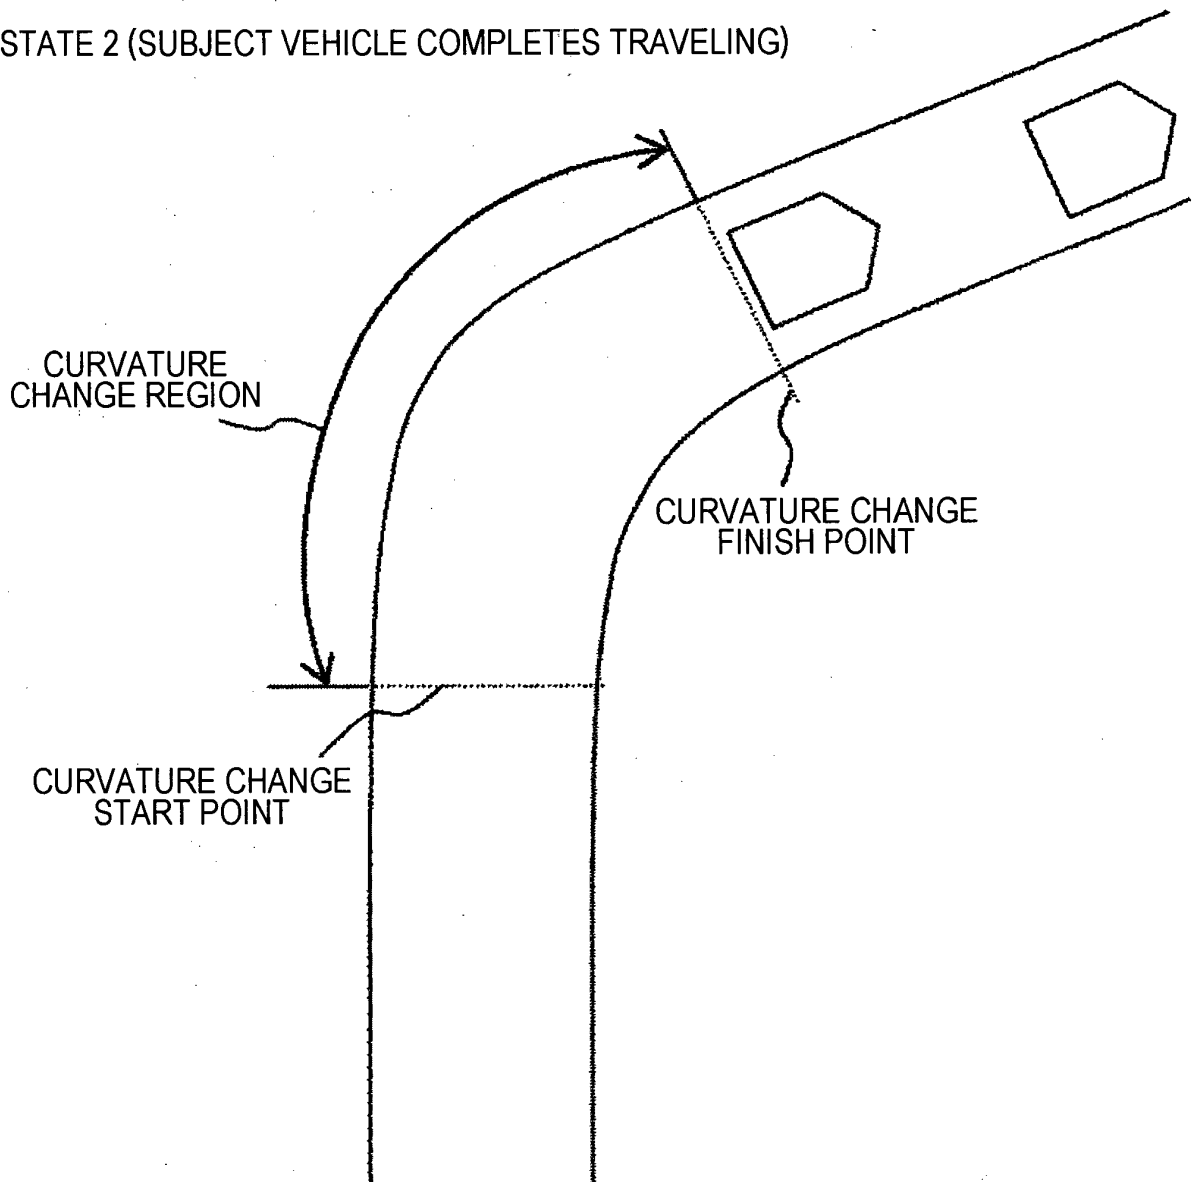 STATE 2 (SUBJECT VEHICLE COMPLETES TRAVELING)
CURVATURE
CHANGE REGION
CURVATURE CHANGE
FINISH POINT
CURVATURE CHANGE
START POINT